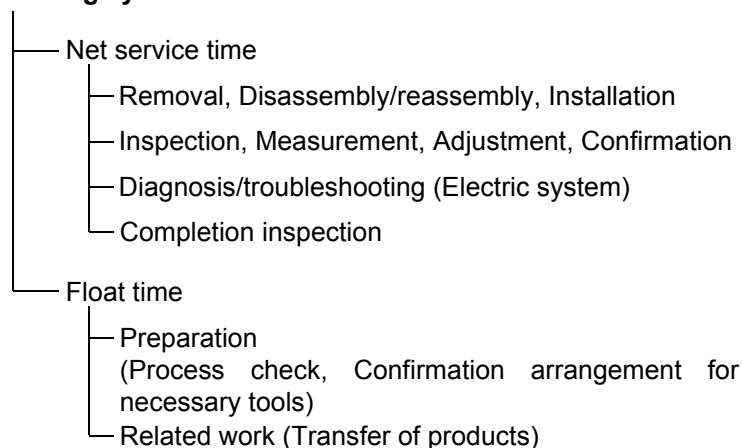 Net service time
Removal, Disassembly/reassembly, Installation
Inspection, Measurement, Adjustment, Confirmation
Diagnosis/troubleshooting (Electric system)
Completion inspection
Float time
Preparation
(Process check, Confirmation arrangement for
necessary tools)
Related work (Transfer of products)